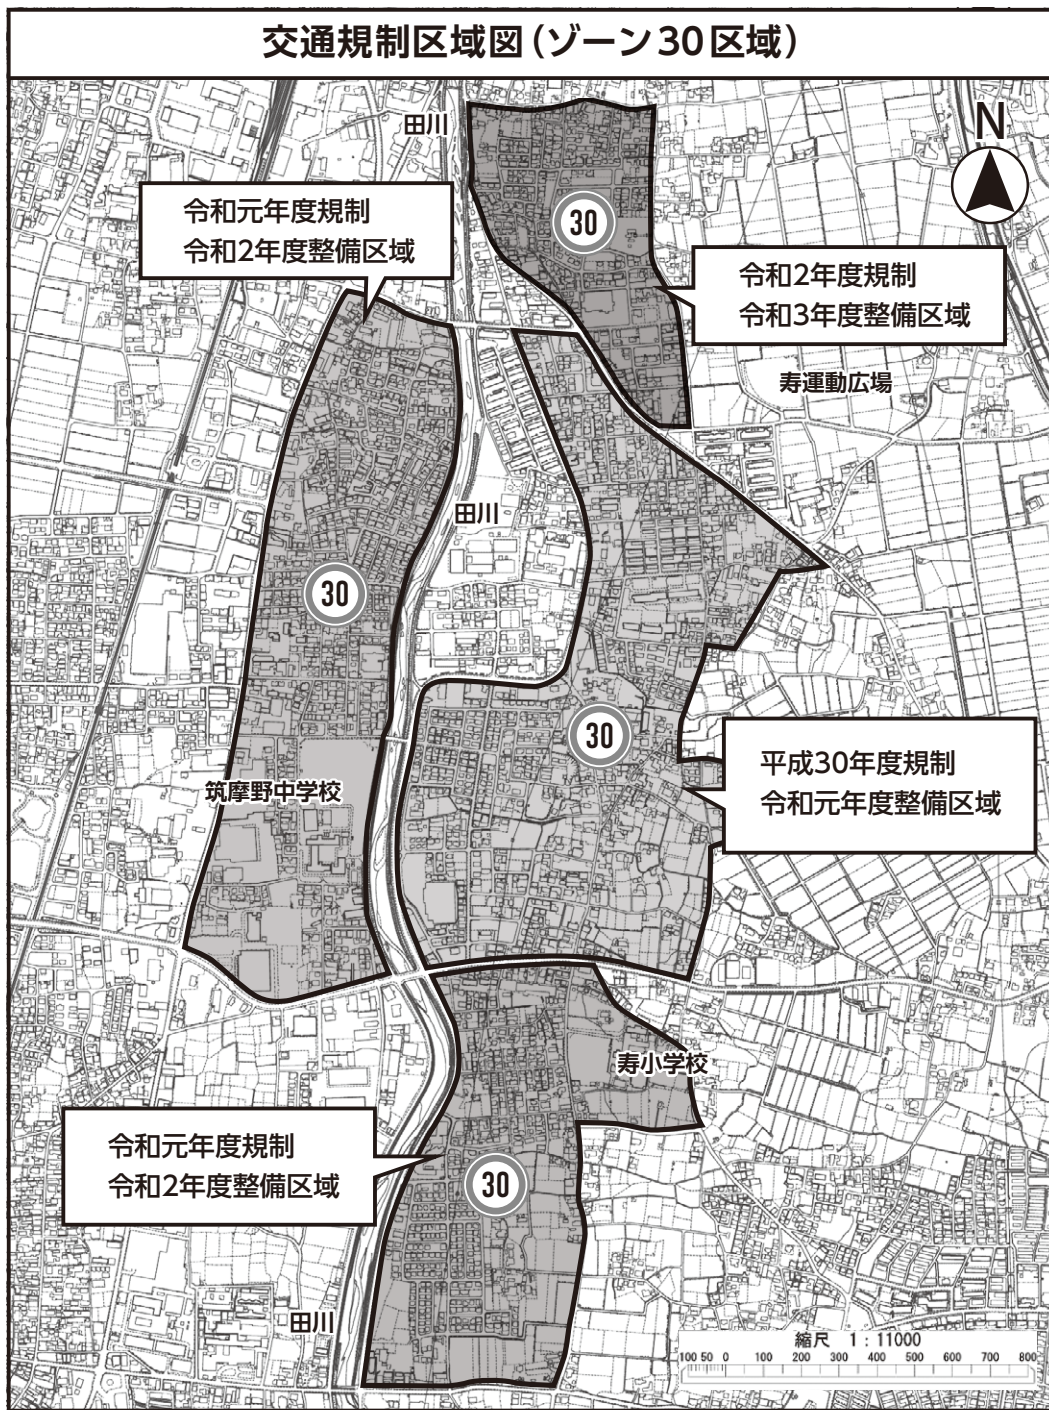 交通規制区域図(ゾーン30区域)
田川
N
令和元年度規制
令和2年度整備区域
30
令和2年度規制
令和3年度整備区域
寿運動広場
田川
30
30
平成30年度規制
令和元年度整備区域
筑摩野中学校
寿小学校
令和元年度規制
令和2年度整備区域
30
田川
縮尺 1:11000
100 50 0 100 200 300 400 500 600 700 800